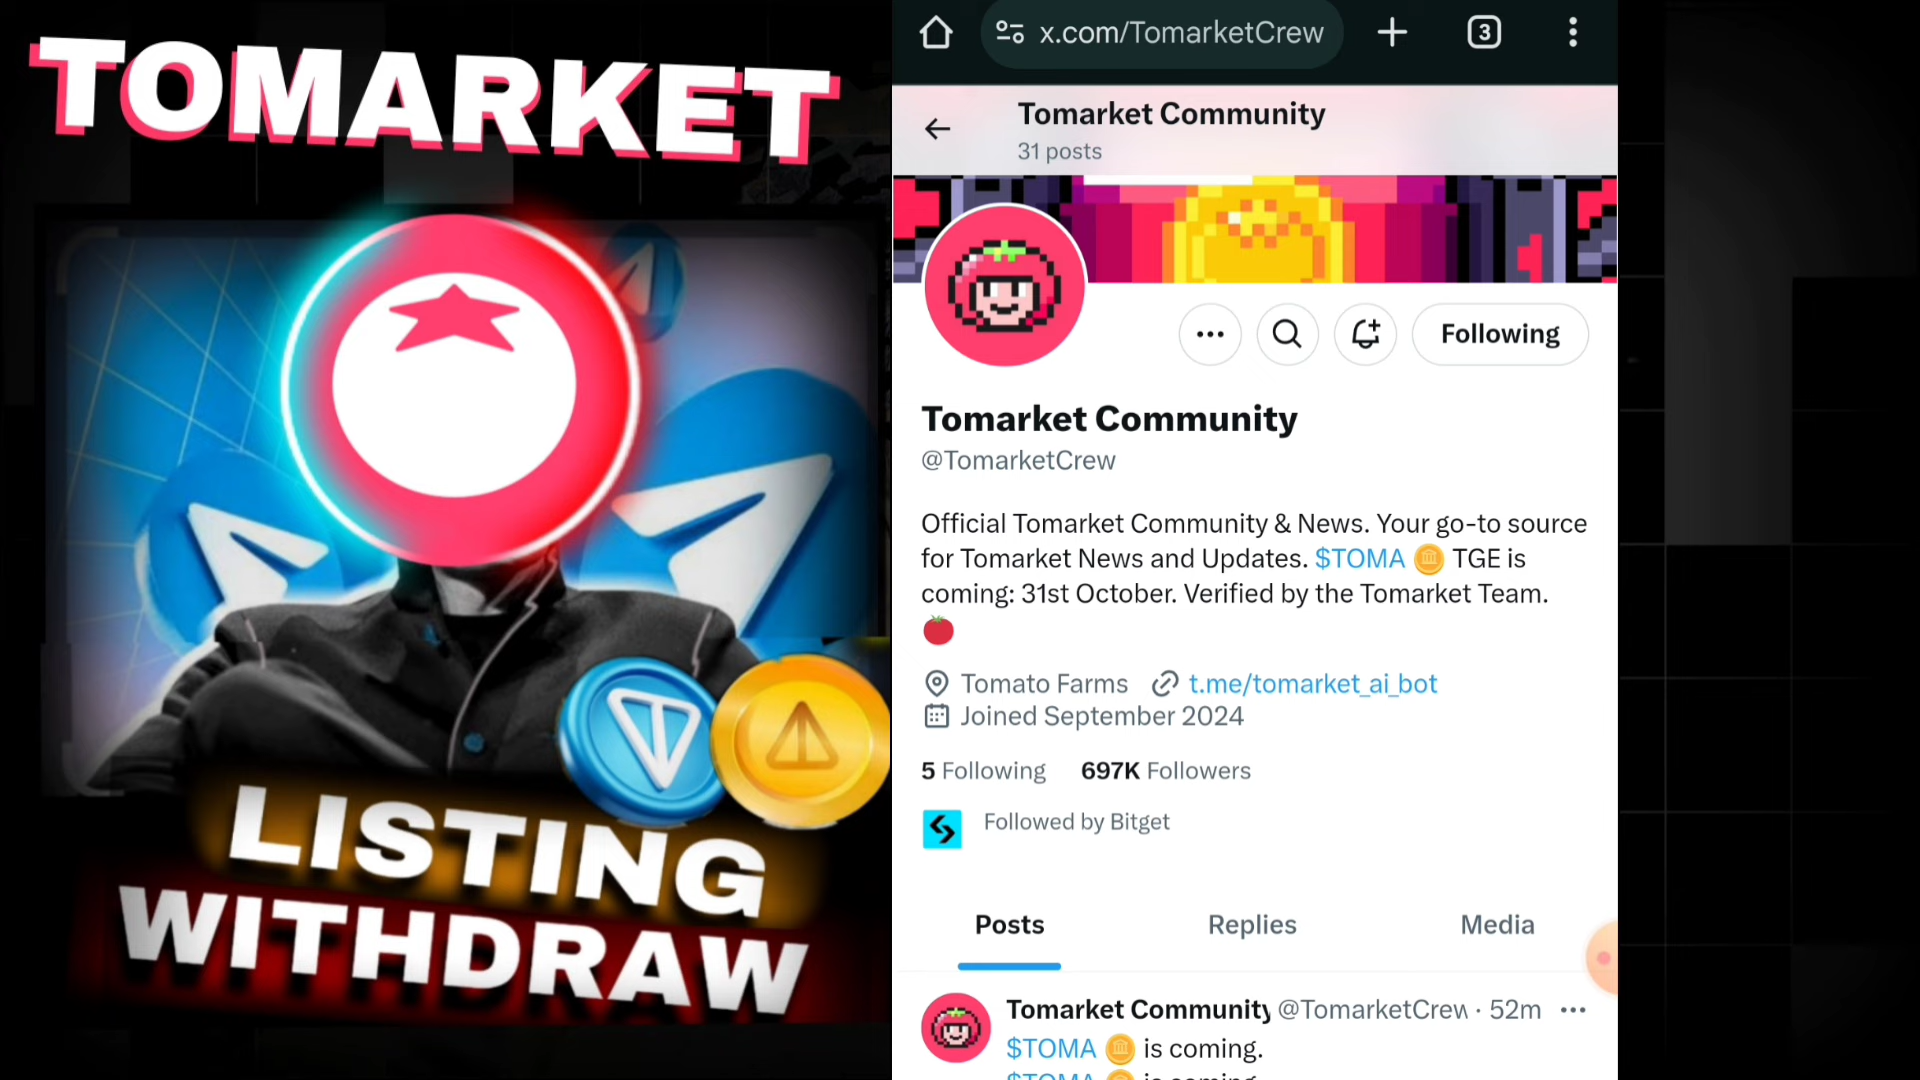 TOMARKET
LISTING
WITHDRAW
x.com/TomarketCrew
3
Tomarket Community
31 posts
Following
Tomarket Community
@TomarketCrew
Official Tomarket Community & News. Your go-to source
for Tomarket News and Updates. $TOMA 🪙 TGE is
coming: 31st October. Verified by the Tomarket Team.
🍅
Tomato Farms t.me/tomarket_ai_bot
Joined September 2024
5 Following 697K Followers
Followed by Bitget
Posts Replies Media
Tomarket Community @TomarketCrew · 52m
$TOMA 🪙 is coming.
$TOMA 🪙 is coming